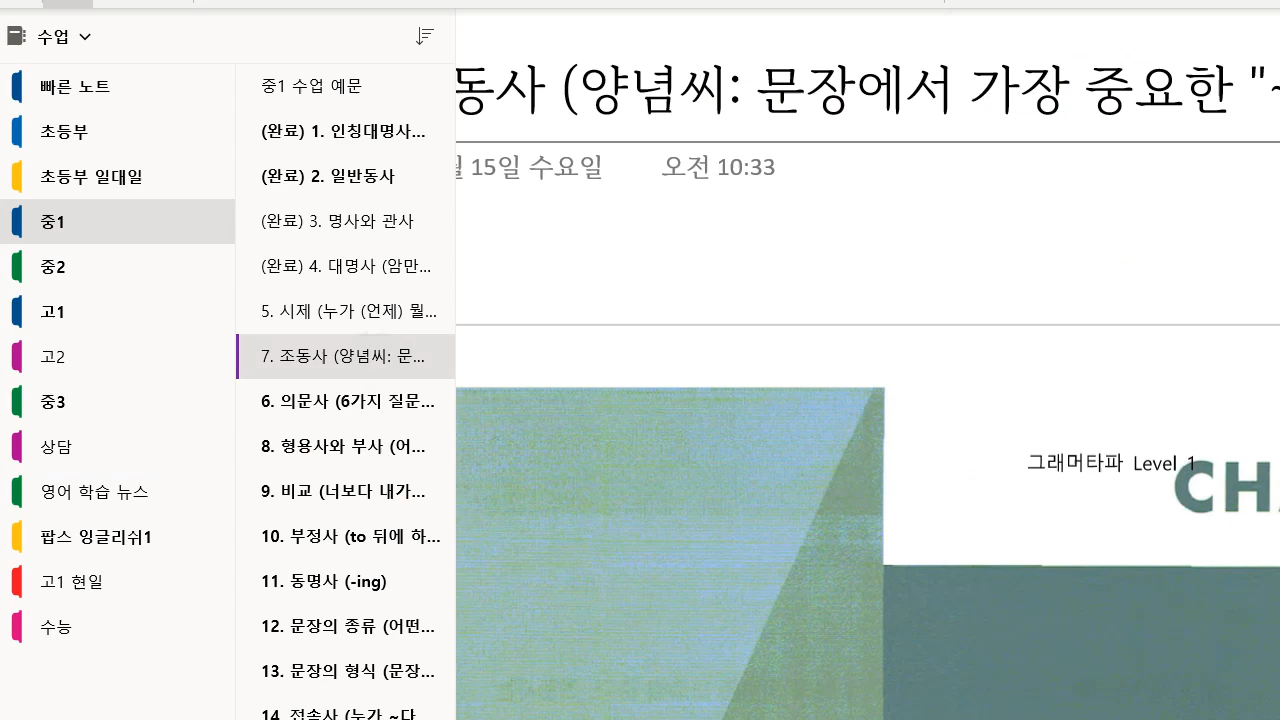 수업
빠른 노트
초등부
초등부 일대일
중1
중2
고1
고2
중3
상담
영어 학습 뉴스
팝스 잉글리쉬1
고1 현일
수능
중1 수업 예문
(완료) 1. 인칭대명사...
(완료) 2. 일반동사
(완료) 3. 명사와 관사
(완료) 4. 대명사 (암만...
5. 시제 (누가 (언제) 뭘...
7. 조동사 (양념씨: 문...
6. 의문사 (6가지 질문...
8. 형용사와 부사 (어...
9. 비교 (너보다 내가...
10. 부정사 (to 뒤에 하...
11. 동명사 (-ing)
12. 문장의 종류 (어떤...
13. 문장의 형식 (문장...
14. 접속사 (누가 ~다
동사 (양념씨: 문장에서 가장 중요한 "~
월 15일 수요일 오전 10:33
그래머타파 Level 1
CHA